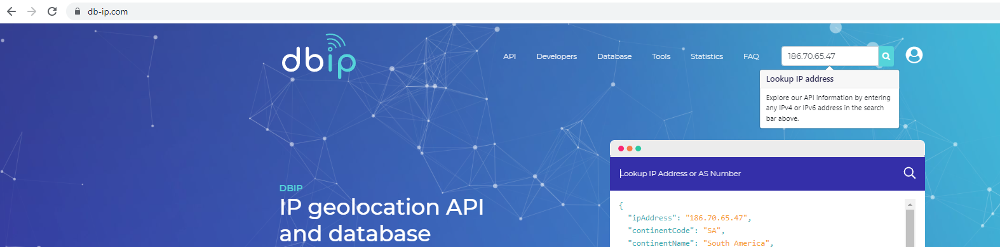 db-ip.com
dbip
API Developers Database Tools Statistics FAQ 186.70.65.47
Lookup IP address
Explore our API information by entering
any IPv4 or IPv6 address in the search
bar above.
Lookup IP Address or AS Number
DBIP
IP geolocation API
and database
{
"ipAddress": "186.70.65.47",
"continentCode": "SA",
"continentName": "South America",